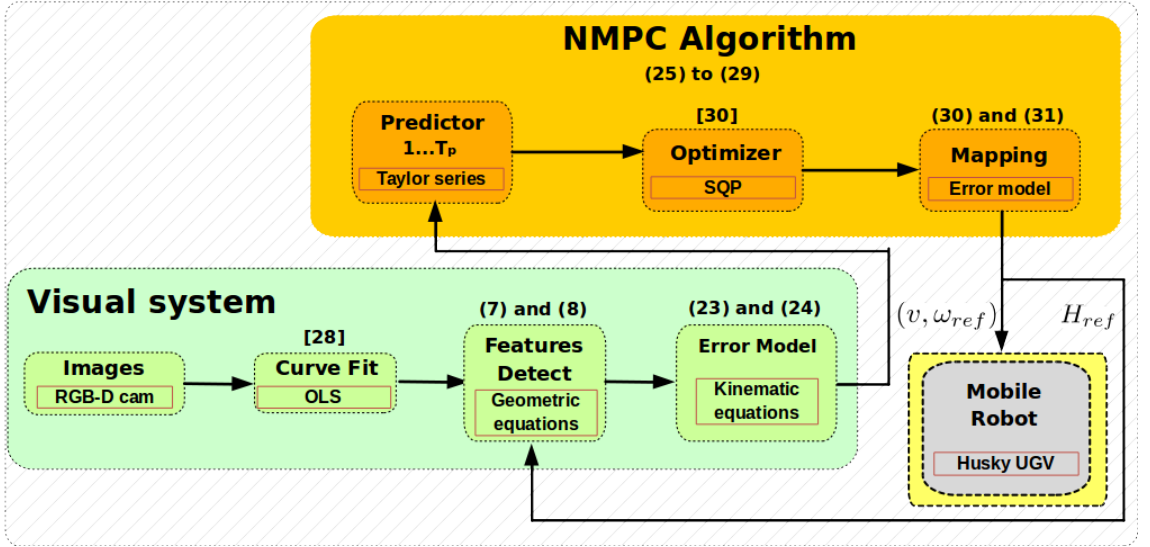 NMPC Algorithm
(25) to (29)
Predictor
1...Tₚ
Taylor series
[30]
Optimizer
SQP
(30) and (31)
Mapping
Error model
Visual system
Images
RGB-D cam
[28]
Curve Fit
OLS
(7) and (8)
Features
Detect
Geometric
equations
(23) and (24)
Error Model
Kinematic
equations
(v, ω_ref)
H_ref
Mobile
Robot
Husky UGV